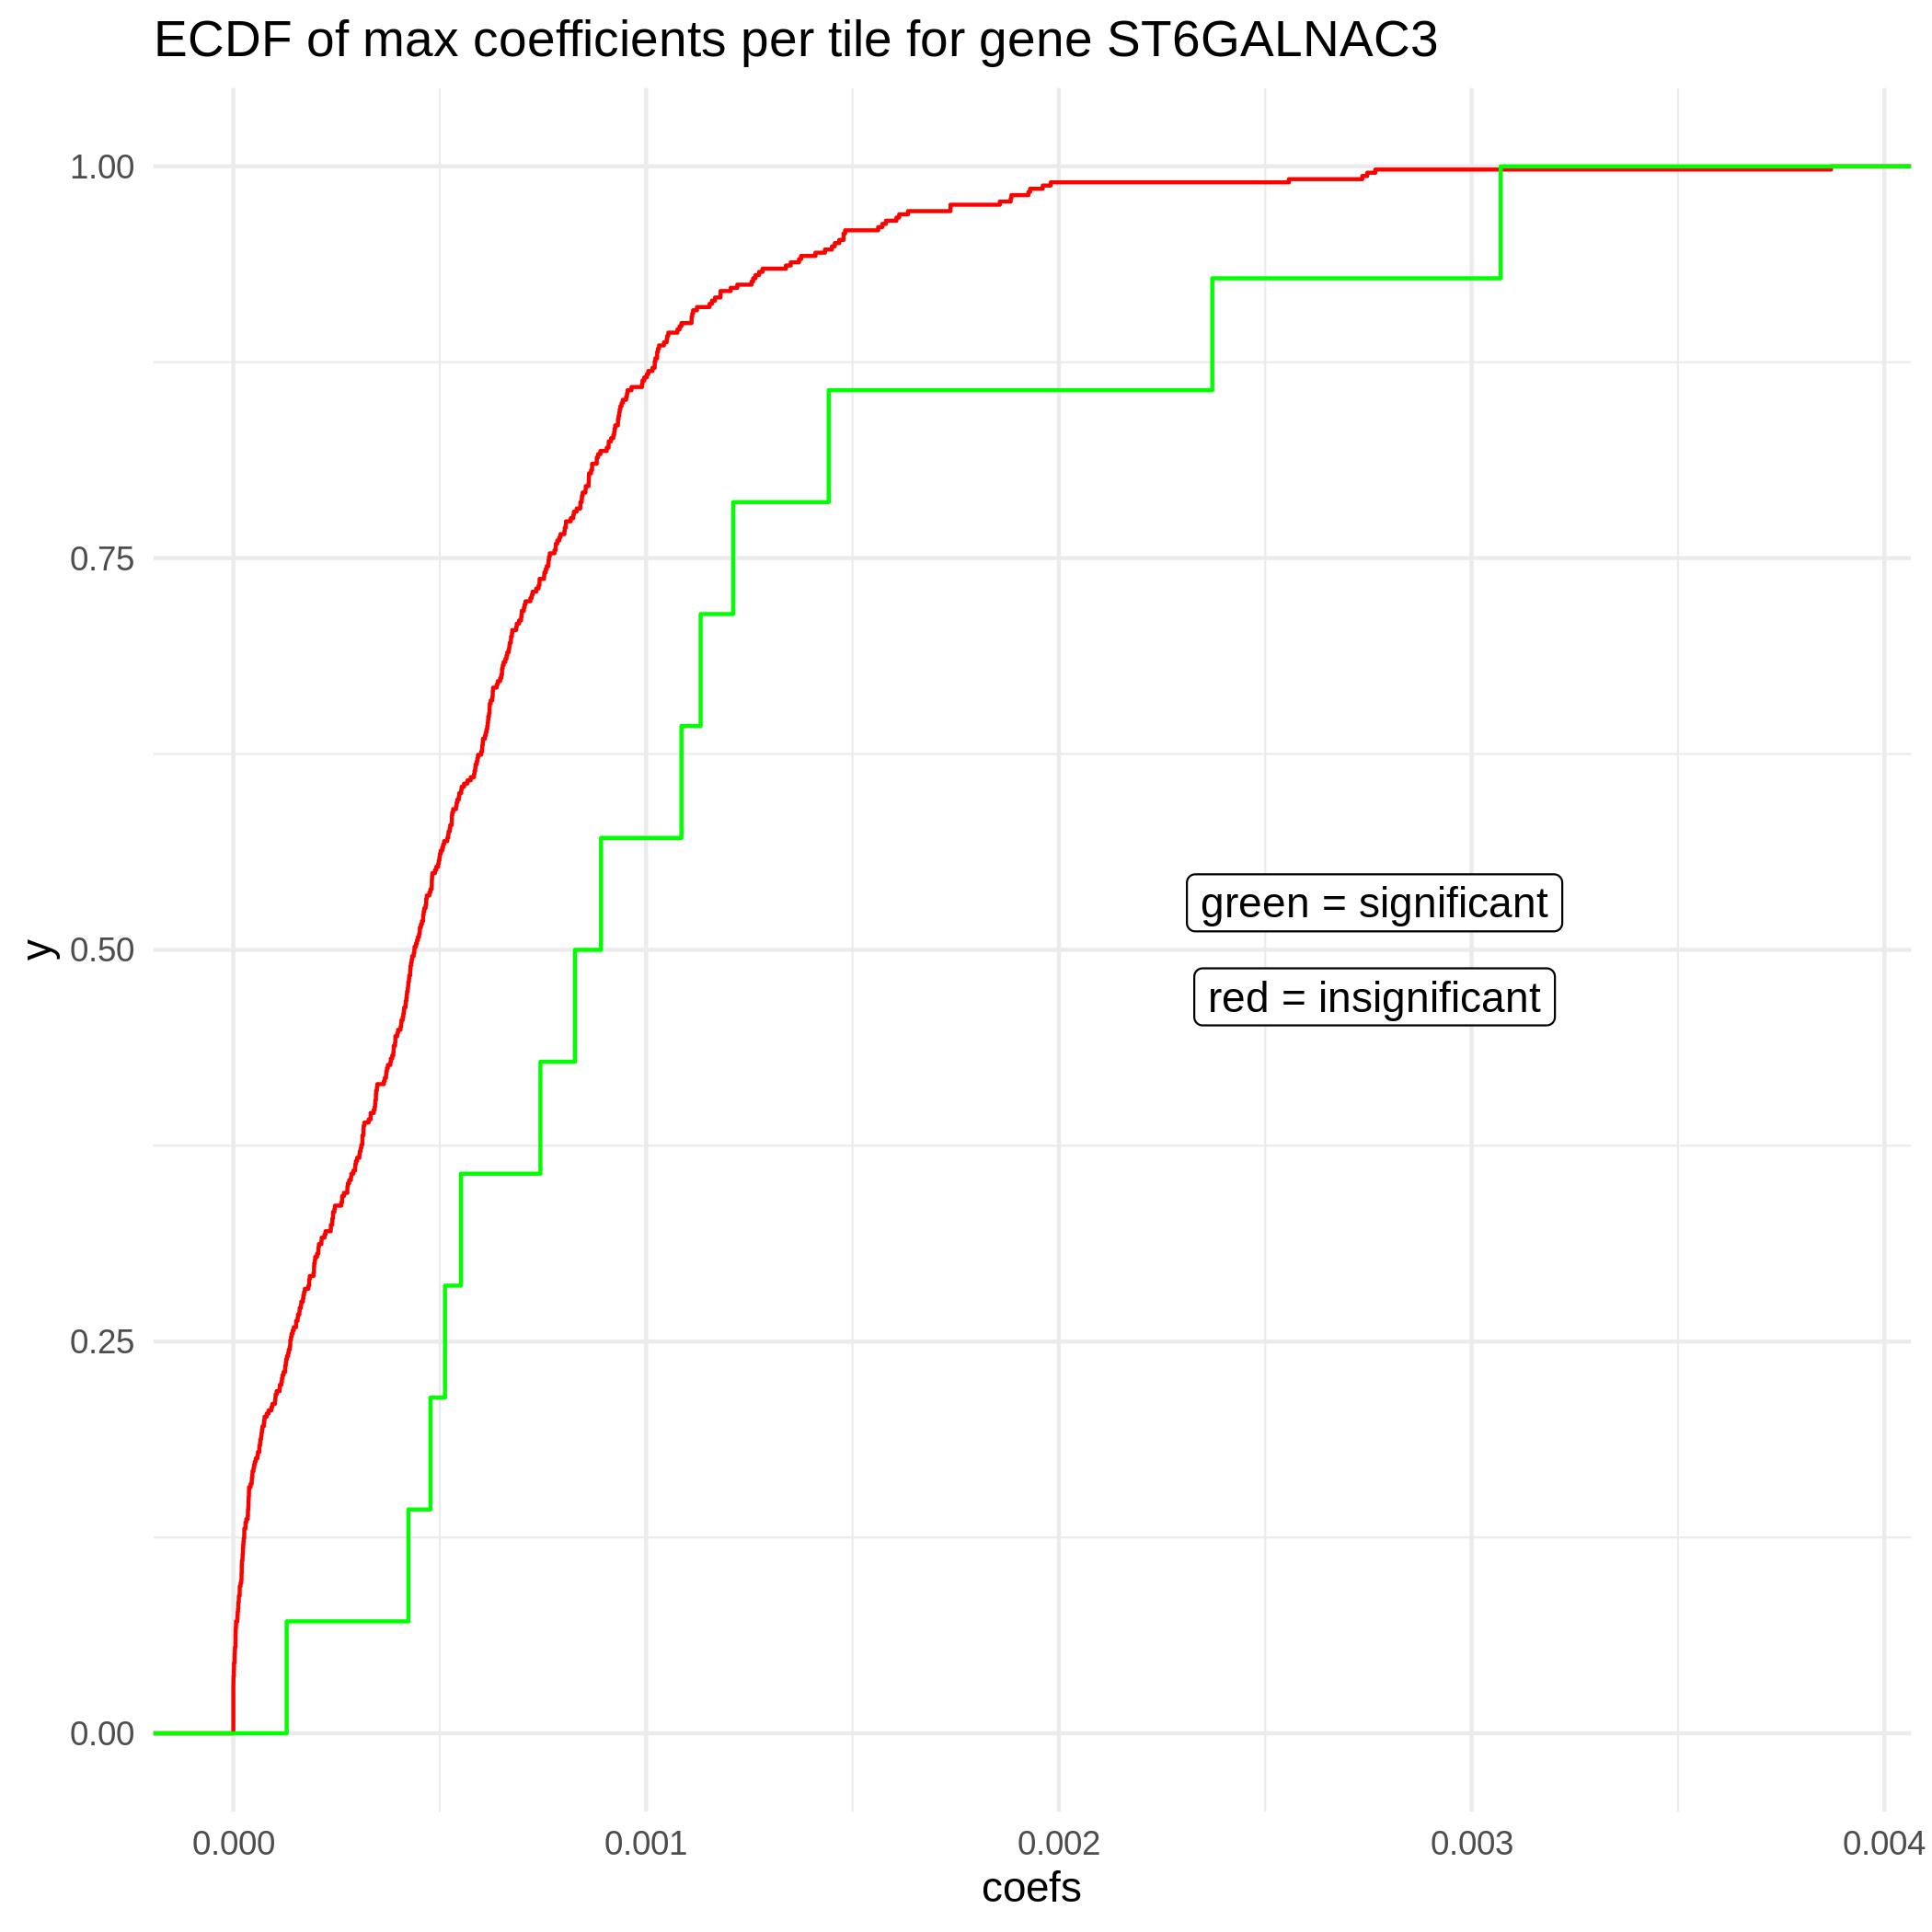 ECDF of max coefficients per tile for gene ST6GALNAC3
1.00
0.75
0.50
0.25
0.00
y
green = significant
red = insignificant
0.000 0.001 0.002 0.003 0.004
coefs